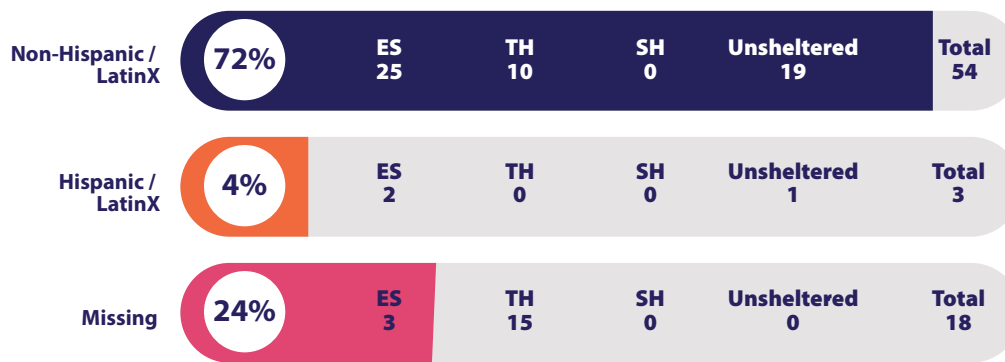 Non-Hispanic / LatinX
72%
ES TH SH Unsheltered Total
25 10 0 19 54
Hispanic / LatinX
4%
ES TH SH Unsheltered Total
2 0 0 1 3
Missing
24%
ES TH SH Unsheltered Total
3 15 0 0 18